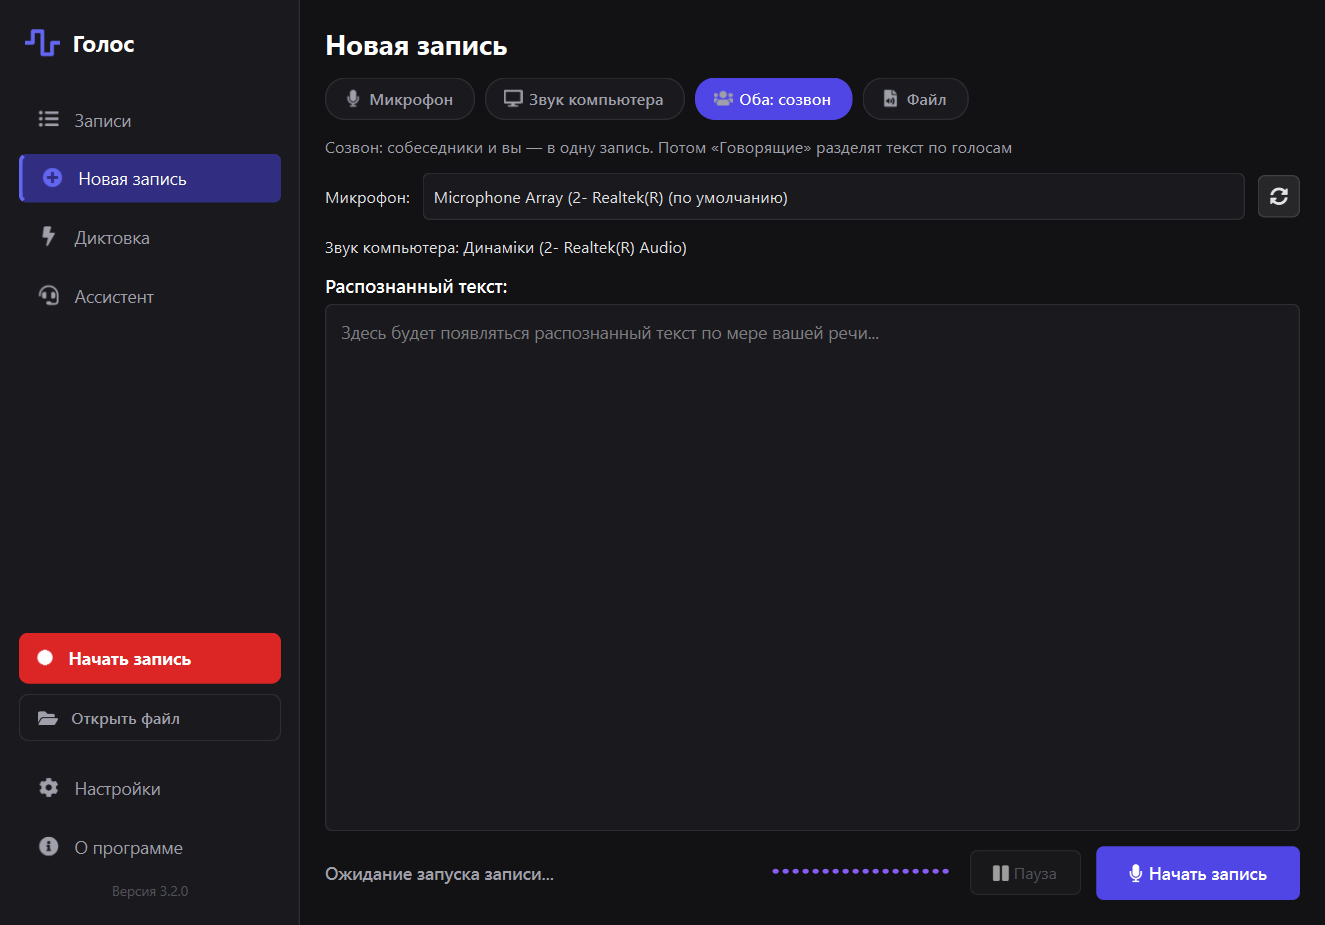 Голос
Записи
Новая запись
Диктовка
Ассистент
Начать запись
Открыть файл
Настройки
О программе
Версия 3.2.0
Новая запись
Микрофон
Звук компьютера
Оба: созвон
Файл
Созвон: собеседники и вы — в одну запись. Потом «Говорящие» разделят текст по голосам
Микрофон:
Microphone Array (2- Realtek(R) (по умолчанию)
Звук компьютера: Динаміки (2- Realtek(R) Audio)
Распознанный текст:
Здесь будет появляться распознанный текст по мере вашей речи...
Ожидание запуска записи...
Пауза
Начать запись